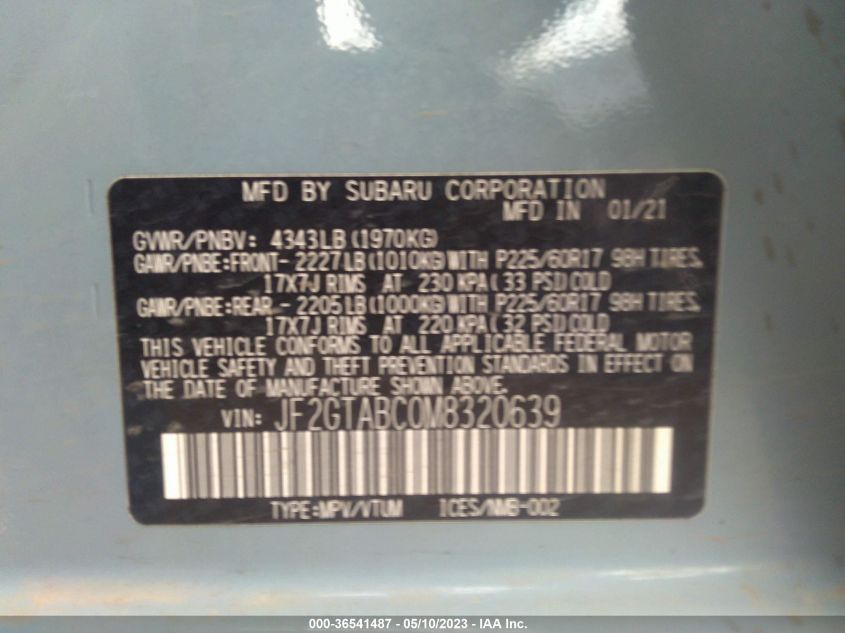 MFD BY SUBARU CORPORATION
MFD IN 01/21
GVWR/PNBV: 4343LB(1970KG)
GAWR/PNBE:FRONT-2227LB(1010KG)WITH P225/60R17 98H TIRES,
17X7J RIMS AT 230 KPA( 33 PSI)COLD
GAWR/PNBE:REAR -2205LB(1000KG)WITH P225/60R17 98H TIRES,
17X7J RIMS AT 220 KPA( 32 PSI)COLD
THIS VEHICLE CONFORMS TO ALL APPLICABLE FEDERAL MOTOR
VEHICLE SAFETY AND THEFT PREVENTION STANDARDS IN EFFECT ON
THE DATE OF MANUFACTURE SHOWN ABOVE.
VIN: JF2GTABC0M8320639
TYPE:MPV/VTUM ICES/NMB-002
000-36541487 - 05/10/2023 - IAA Inc.